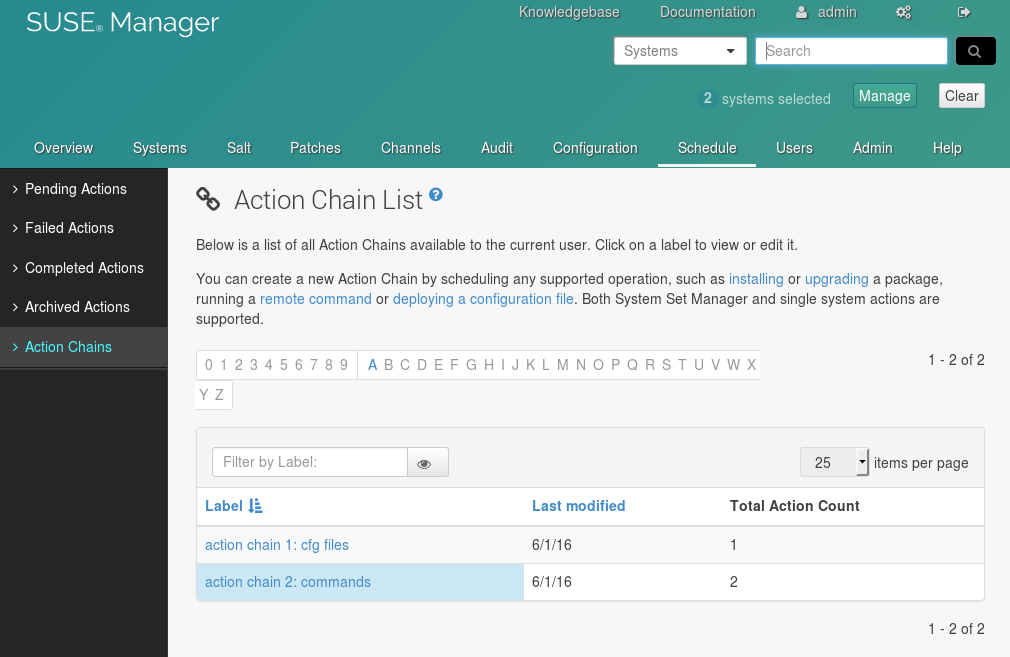 SUSE® Manager
Knowledgebase Documentation admin
Systems Search
2 systems selected Manage Clear
Overview Systems Salt Patches Channels Audit Configuration Schedule Users Admin Help
Pending Actions
Failed Actions
Completed Actions
Archived Actions
Action Chains
Action Chain List ?
Below is a list of all Action Chains available to the current user. Click on a label to view or edit it.
You can create a new Action Chain by scheduling any supported operation, such as installing or upgrading a package,
running a remote command or deploying a configuration file. Both System Set Manager and single system actions are
supported.
0 1 2 3 4 5 6 7 8 9 A B C D E F G H I J K L M N O P Q R S T U V W X
Y Z
1 - 2 of 2
Filter by Label: 25 items per page
Label Last modified Total Action Count
action chain 1: cfg files 6/1/16 1
action chain 2: commands 6/1/16 2
1 - 2 of 2